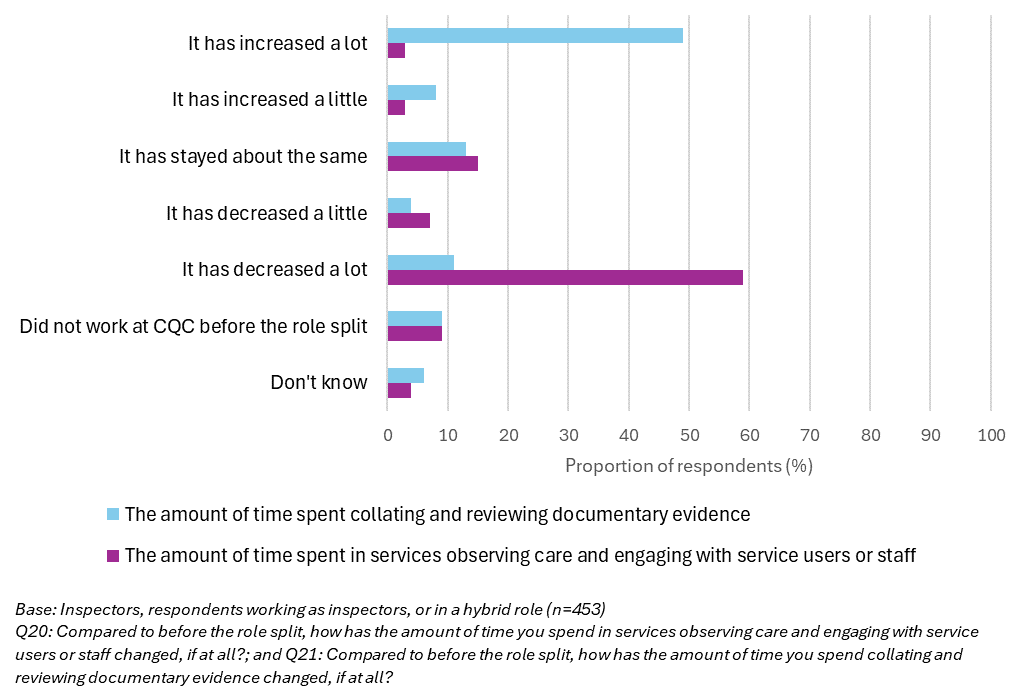 It has increased a lot
It has increased a little
It has stayed about the same
It has decreased a little
It has decreased a lot
Did not work at CQC before the role split
Don't know
0 10 20 30 40 50 60 70 80 90 100
Proportion of respondents (%)
The amount of time spent collating and reviewing documentary evidence
The amount of time spent in services observing care and engaging with service users or staff
Base: Inspectors, respondents working as inspectors, or in a hybrid role (n=453)
Q20: Compared to before the role split, how has the amount of time you spend in services observing care and engaging with service
users or staff changed, if at all?; and Q21: Compared to before the role split, how has the amount of time you spend collating and
reviewing documentary evidence changed, if at all?